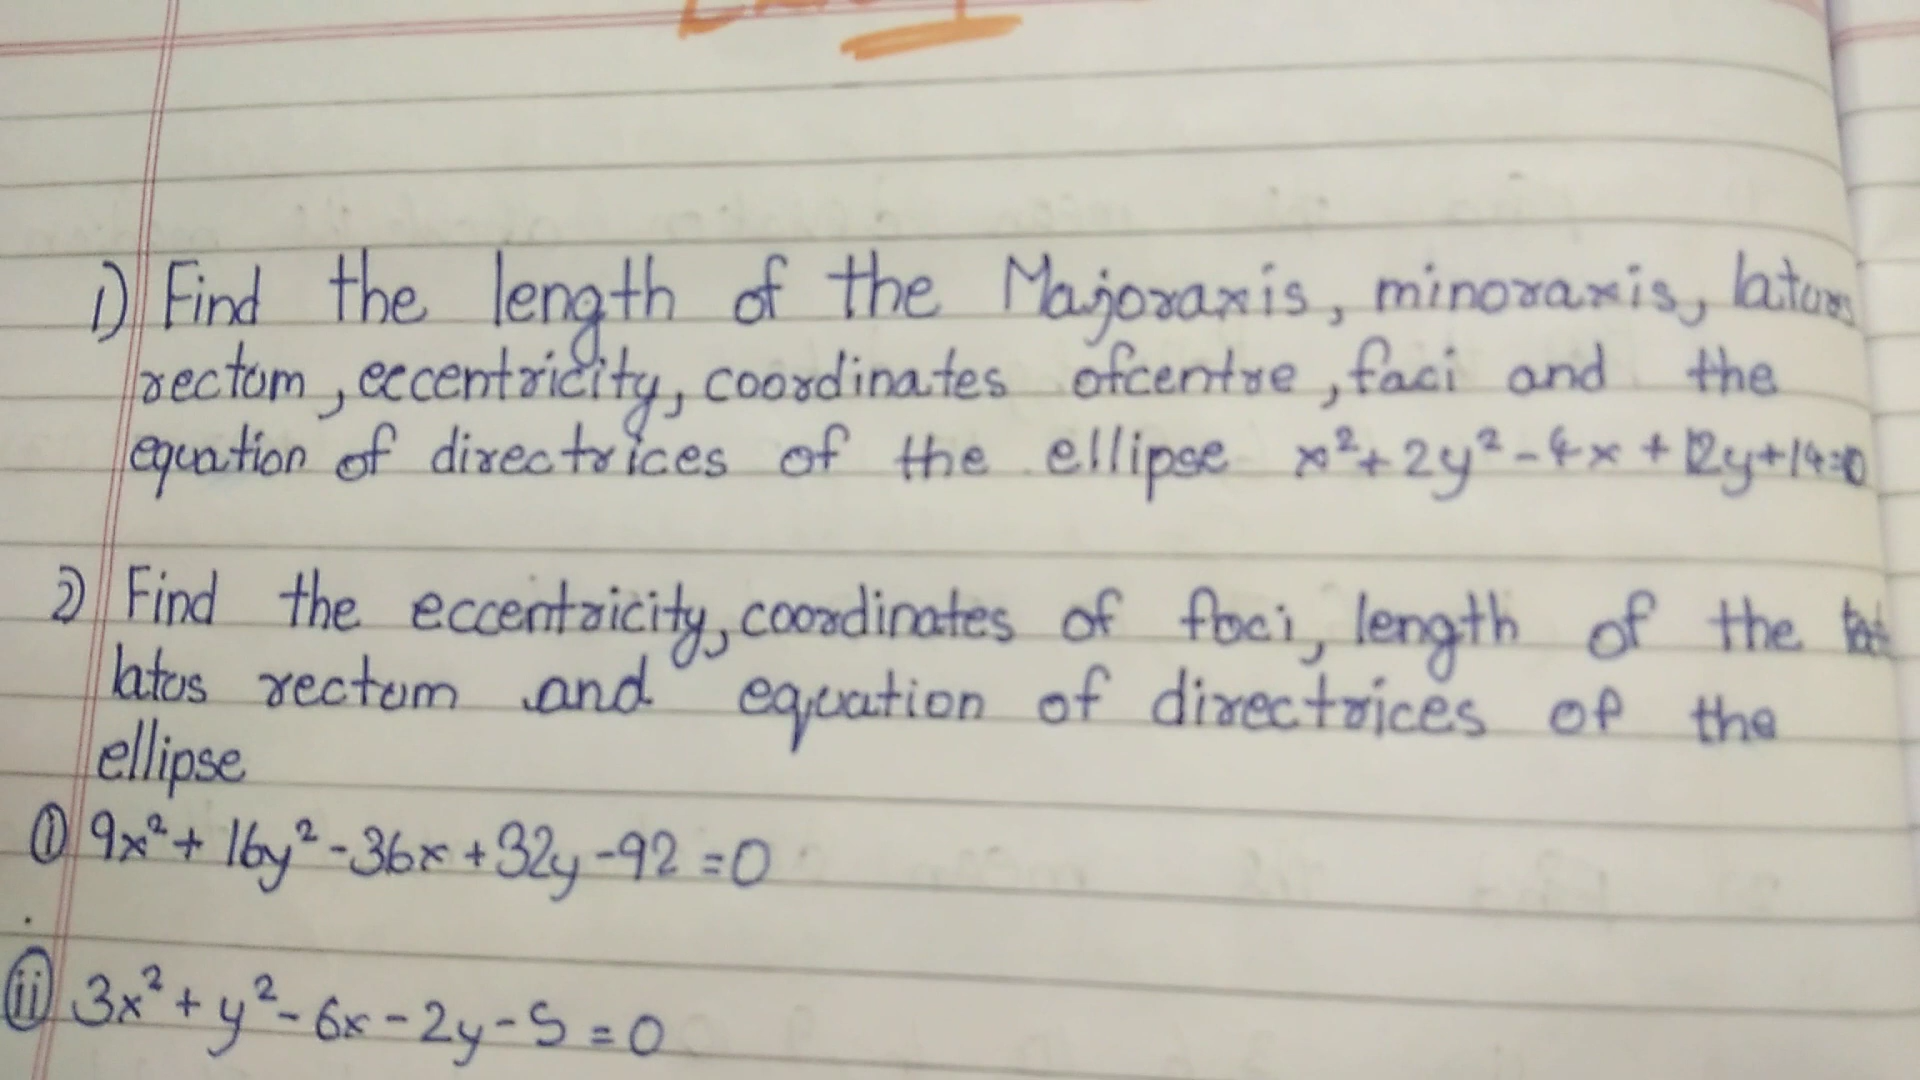 1) Find the length of the Majoraxis, minoraxis, latus
rectum, eccentricity, coordinates ofcentre, faci and the
equation of directrices of the ellipse x²+2y²-4x+12y+14=0
2) Find the eccentricity, coordinates of foci, length of the
latus rectum and equation of directrices of the
ellipse
(i) 9x²+16y²-36x+32y-92=0
(ii) 3x²+y²-6x-2y-5=0